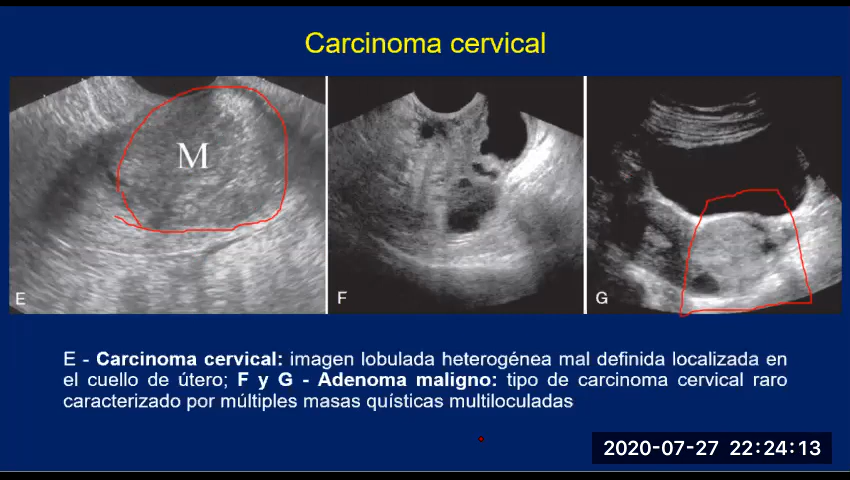 Carcinoma cervical
M
E
F
G
E - Carcinoma cervical: imagen lobulada heterogénea mal definida localizada en
el cuello de útero; F y G - Adenoma maligno: tipo de carcinoma cervical raro
caracterizado por múltiples masas quísticas multiloculadas
2020-07-27 22:24:13